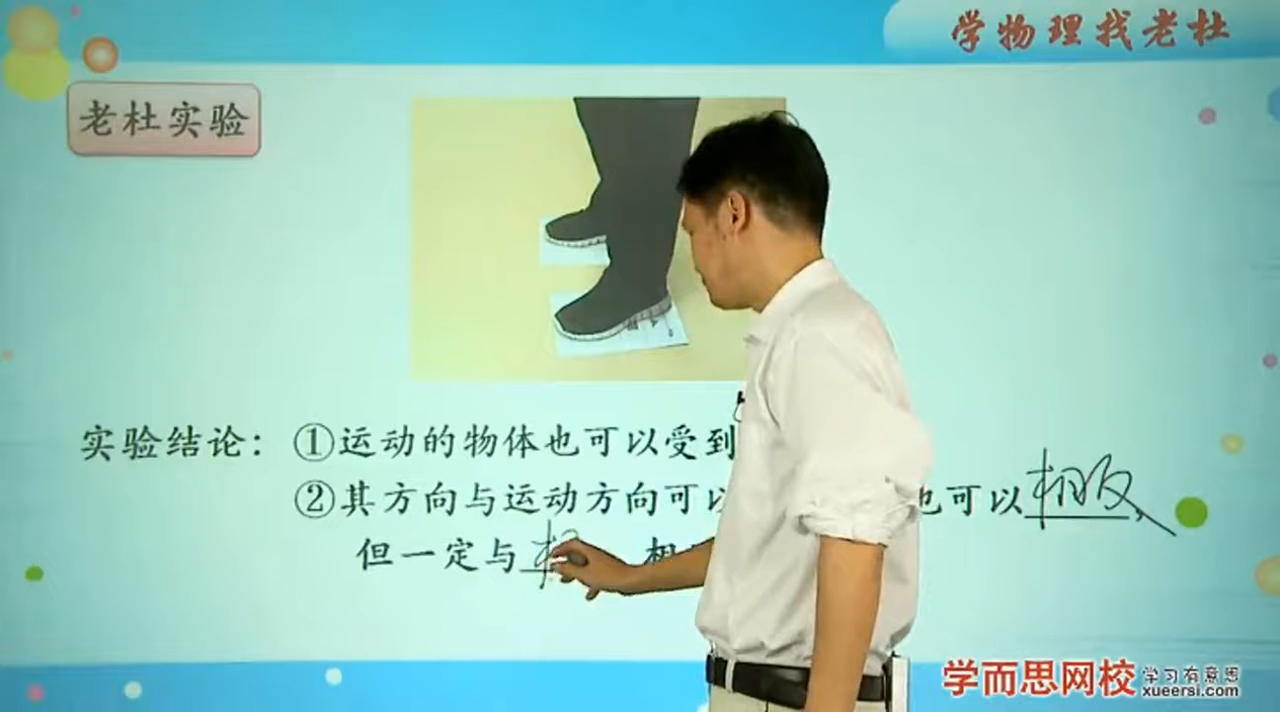 学物理找老杜
老杜实验
实验结论：①运动的物体也可以受到
②其方向与运动方向可以 也可以相反，
但一定与相 相
学而思网校 学习有意思
xueersi.com